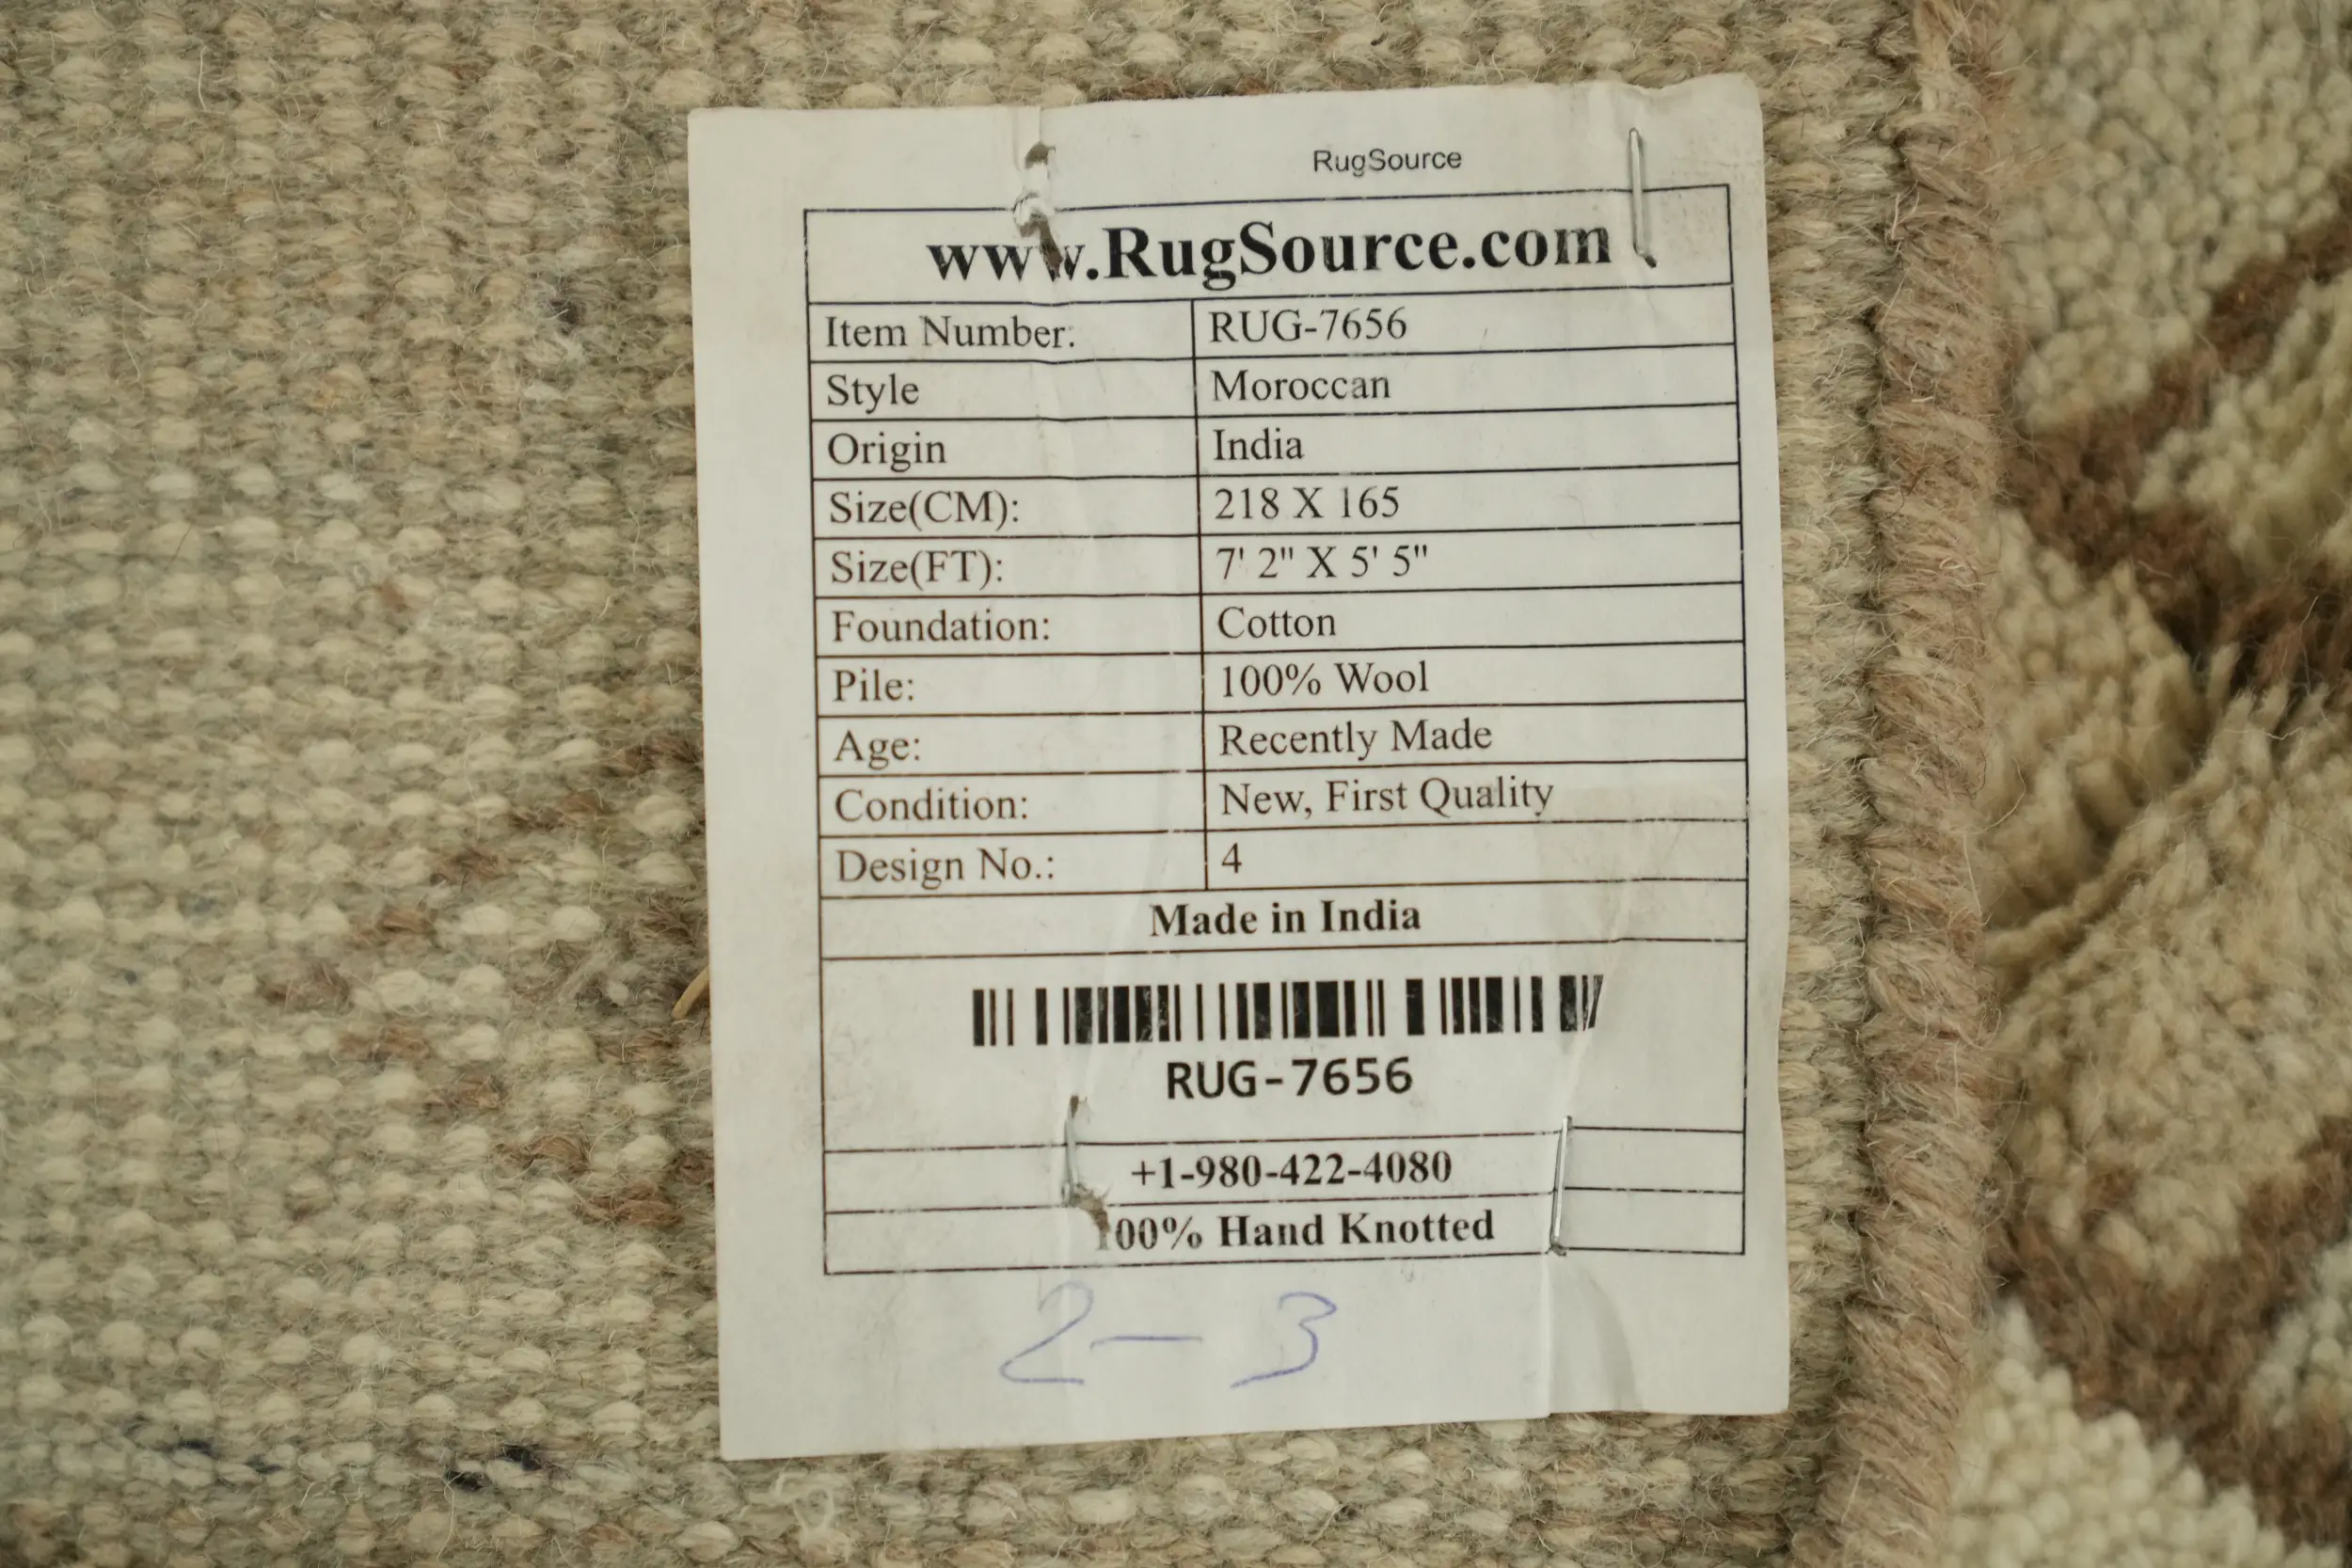 RugSource
www.RugSource.com
Item Number: RUG-7656
Style Moroccan
Origin India
Size(CM): 218 X 165
Size(FT): 7' 2" X 5' 5"
Foundation: Cotton
Pile: 100% Wool
Age: Recently Made
Condition: New, First Quality
Design No.: 4
Made in India
RUG-7656
+1-980-422-4080
100% Hand Knotted
2-3